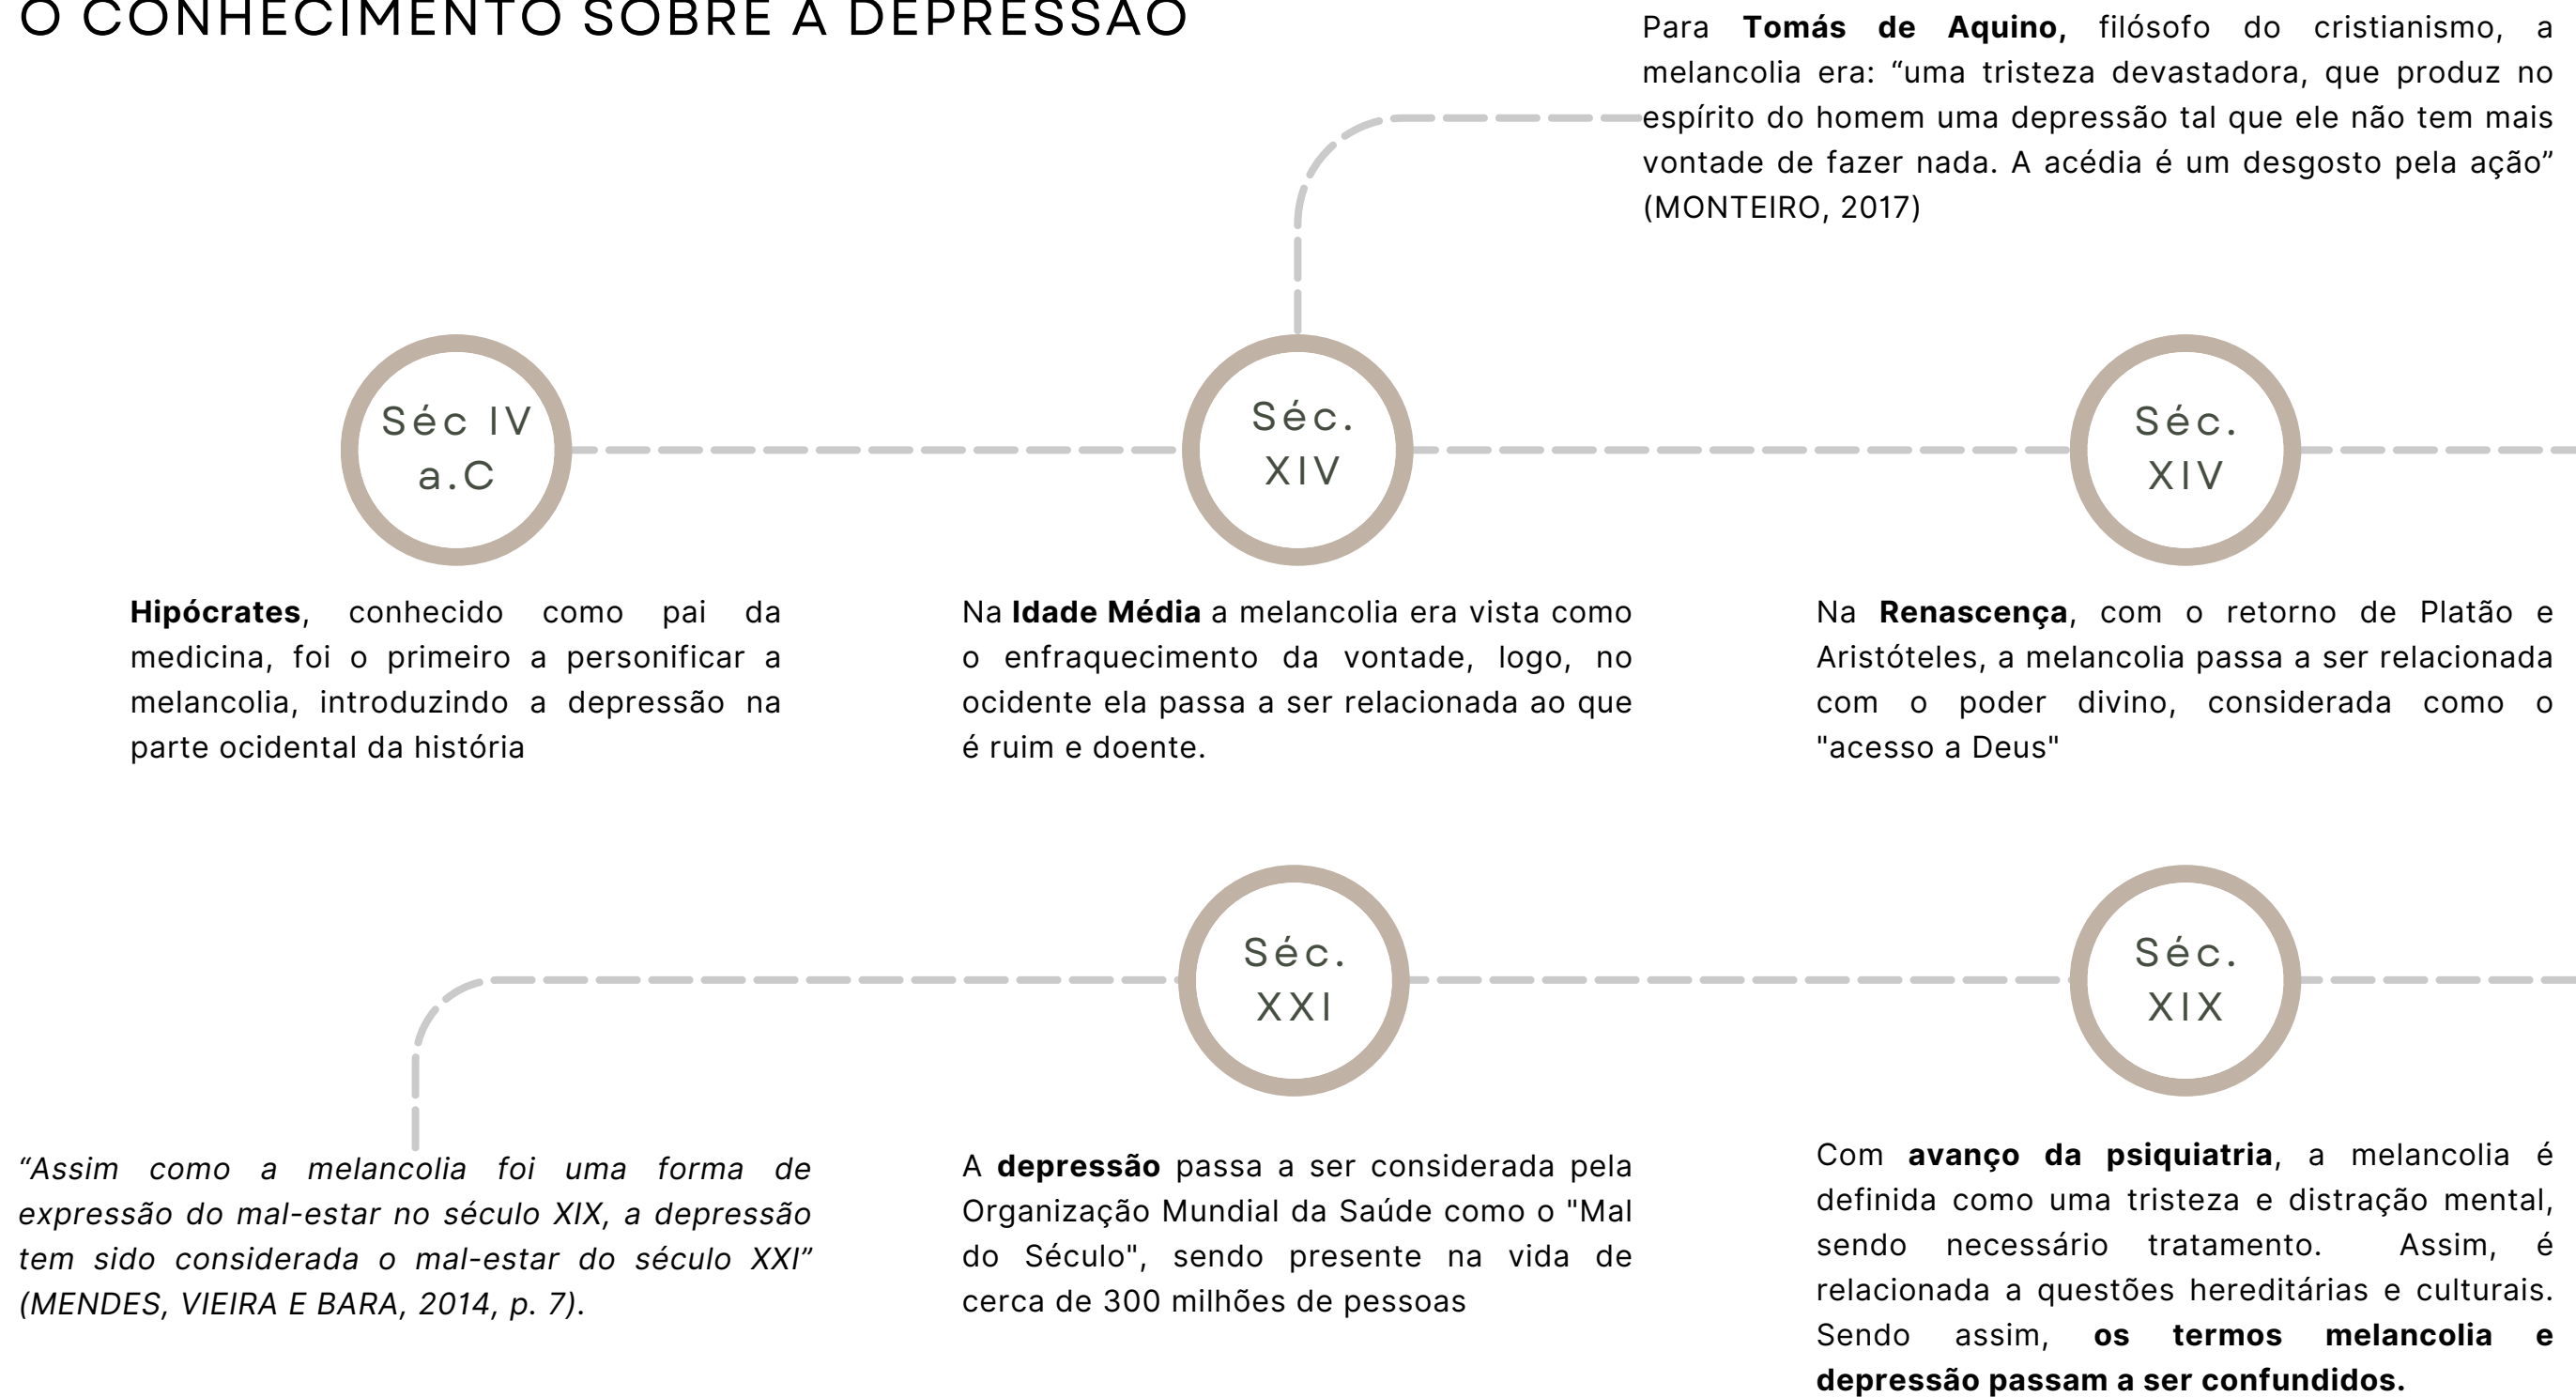 O CONHECIMENTO SOBRE A DEPRESSÃO
Para Tomás de Aquino, filósofo do cristianismo, a
melancolia era: “uma tristeza devastadora, que produz no
espírito do homem uma depressão tal que ele não tem mais
vontade de fazer nada. A acédia é um desgosto pela ação”
(MONTEIRO, 2017)
Séc IV
a.C
Hipócrates, conhecido como pai da
medicina, foi o primeiro a personificar a
melancolia, introduzindo a depressão na
parte ocidental da história
Séc.
XIV
Na Idade Média a melancolia era vista como
o enfraquecimento da vontade, logo, no
ocidente ela passa a ser relacionada ao que
é ruim e doente.
Séc.
XIV
Na Renascença, com o retorno de Platão e
Aristóteles, a melancolia passa a ser relacionada
com o poder divino, considerada como o
"acesso a Deus"
“Assim como a melancolia foi uma forma de
expressão do mal-estar no século XIX, a depressão
tem sido considerada o mal-estar do século XXI”
(MENDES, VIEIRA E BARA, 2014, p. 7).
Séc.
XXI
A depressão passa a ser considerada pela
Organização Mundial da Saúde como o "Mal
do Século", sendo presente na vida de
cerca de 300 milhões de pessoas
Séc.
XIX
Com avanço da psiquiatria, a melancolia é
definida como uma tristeza e distração mental,
sendo necessário tratamento. Assim, é
relacionada a questões hereditárias e culturais.
Sendo assim, os termos melancolia e
depressão passam a ser confundidos.